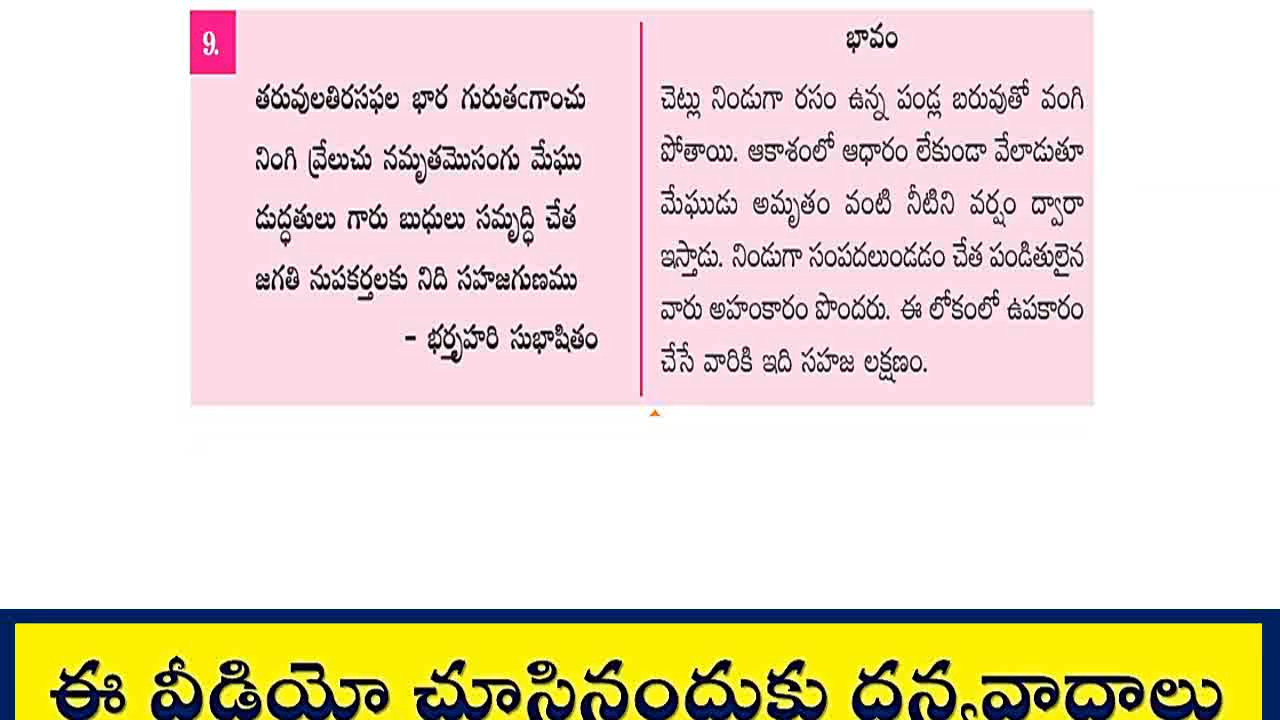 9.
తరువులతిరసఫల భార గురుతఁగాంచు
నింగి వ్రేలుచు నమృతమొసంగు మేఘు
డుద్ధతులు గారు బుధులు సమృద్ధి చేత
జగతి నుపకర్తలకు నిది సహజగుణము
- భర్తృహరి సుభాషితం
భావం
చెట్లు నిండుగా రసం ఉన్న పండ్ల బరువుతో వంగి
పోతాయి. ఆకాశంలో ఆధారం లేకుండా వేలాడుతూ
మేఘుడు అమృతం వంటి నీటిని వర్షం ద్వారా
ఇస్తాడు. నిండుగా సంపదలుండడం చేత పండితులైన
వారు అహంకారం పొందరు. ఈ లోకంలో ఉపకారం
చేసే వారికి ఇది సహజ లక్షణం.
ఈ వీడియో చూసినందుకు దన్యవాదాలు